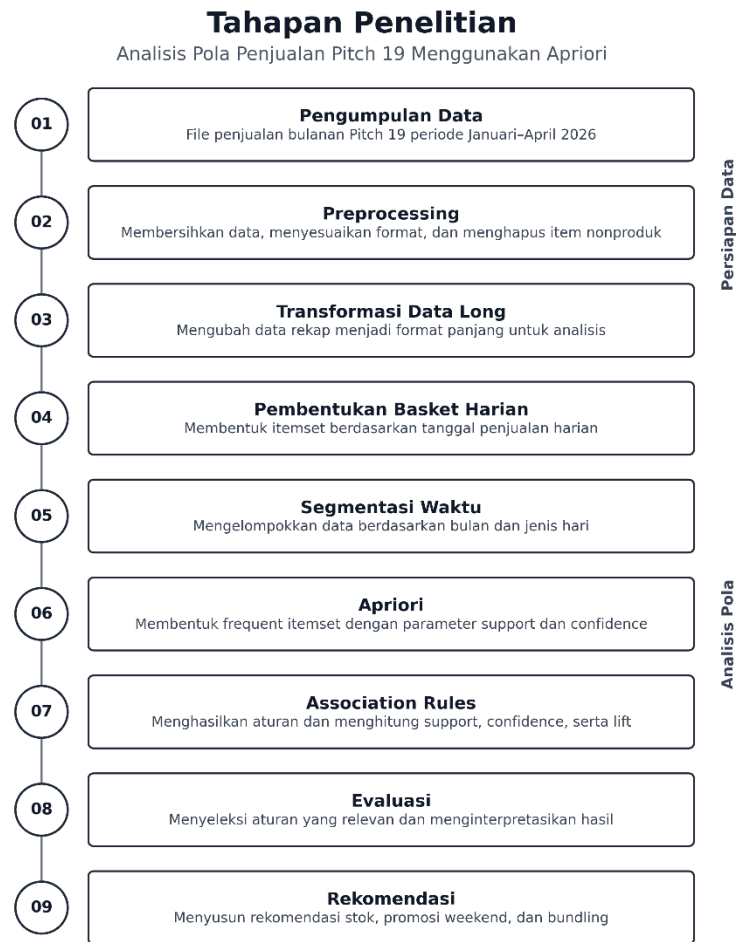 Tahapan Penelitian
Analisis Pola Penjualan Pitch 19 Menggunakan Apriori
01
Pengumpulan Data
File penjualan bulanan Pitch 19 periode Januari–April 2026
02
Preprocessing
Membersihkan data, menyesuaikan format, dan menghapus item nonproduk
03
Transformasi Data Long
Mengubah data rekap menjadi format panjang untuk analisis
Persiapan Data
04
Pembentukan Basket Harian
Membentuk itemset berdasarkan tanggal penjualan harian
05
Segmentasi Waktu
Mengelompokkan data berdasarkan bulan dan jenis hari
06
Apriori
Membentuk frequent itemset dengan parameter support dan confidence
07
Association Rules
Menghasilkan aturan dan menghitung support, confidence, serta lift
Analisis Pola
08
Evaluasi
Menyeleksi aturan yang relevan dan menginterpretasikan hasil
09
Rekomendasi
Menyusun rekomendasi stok, promosi weekend, dan bundling